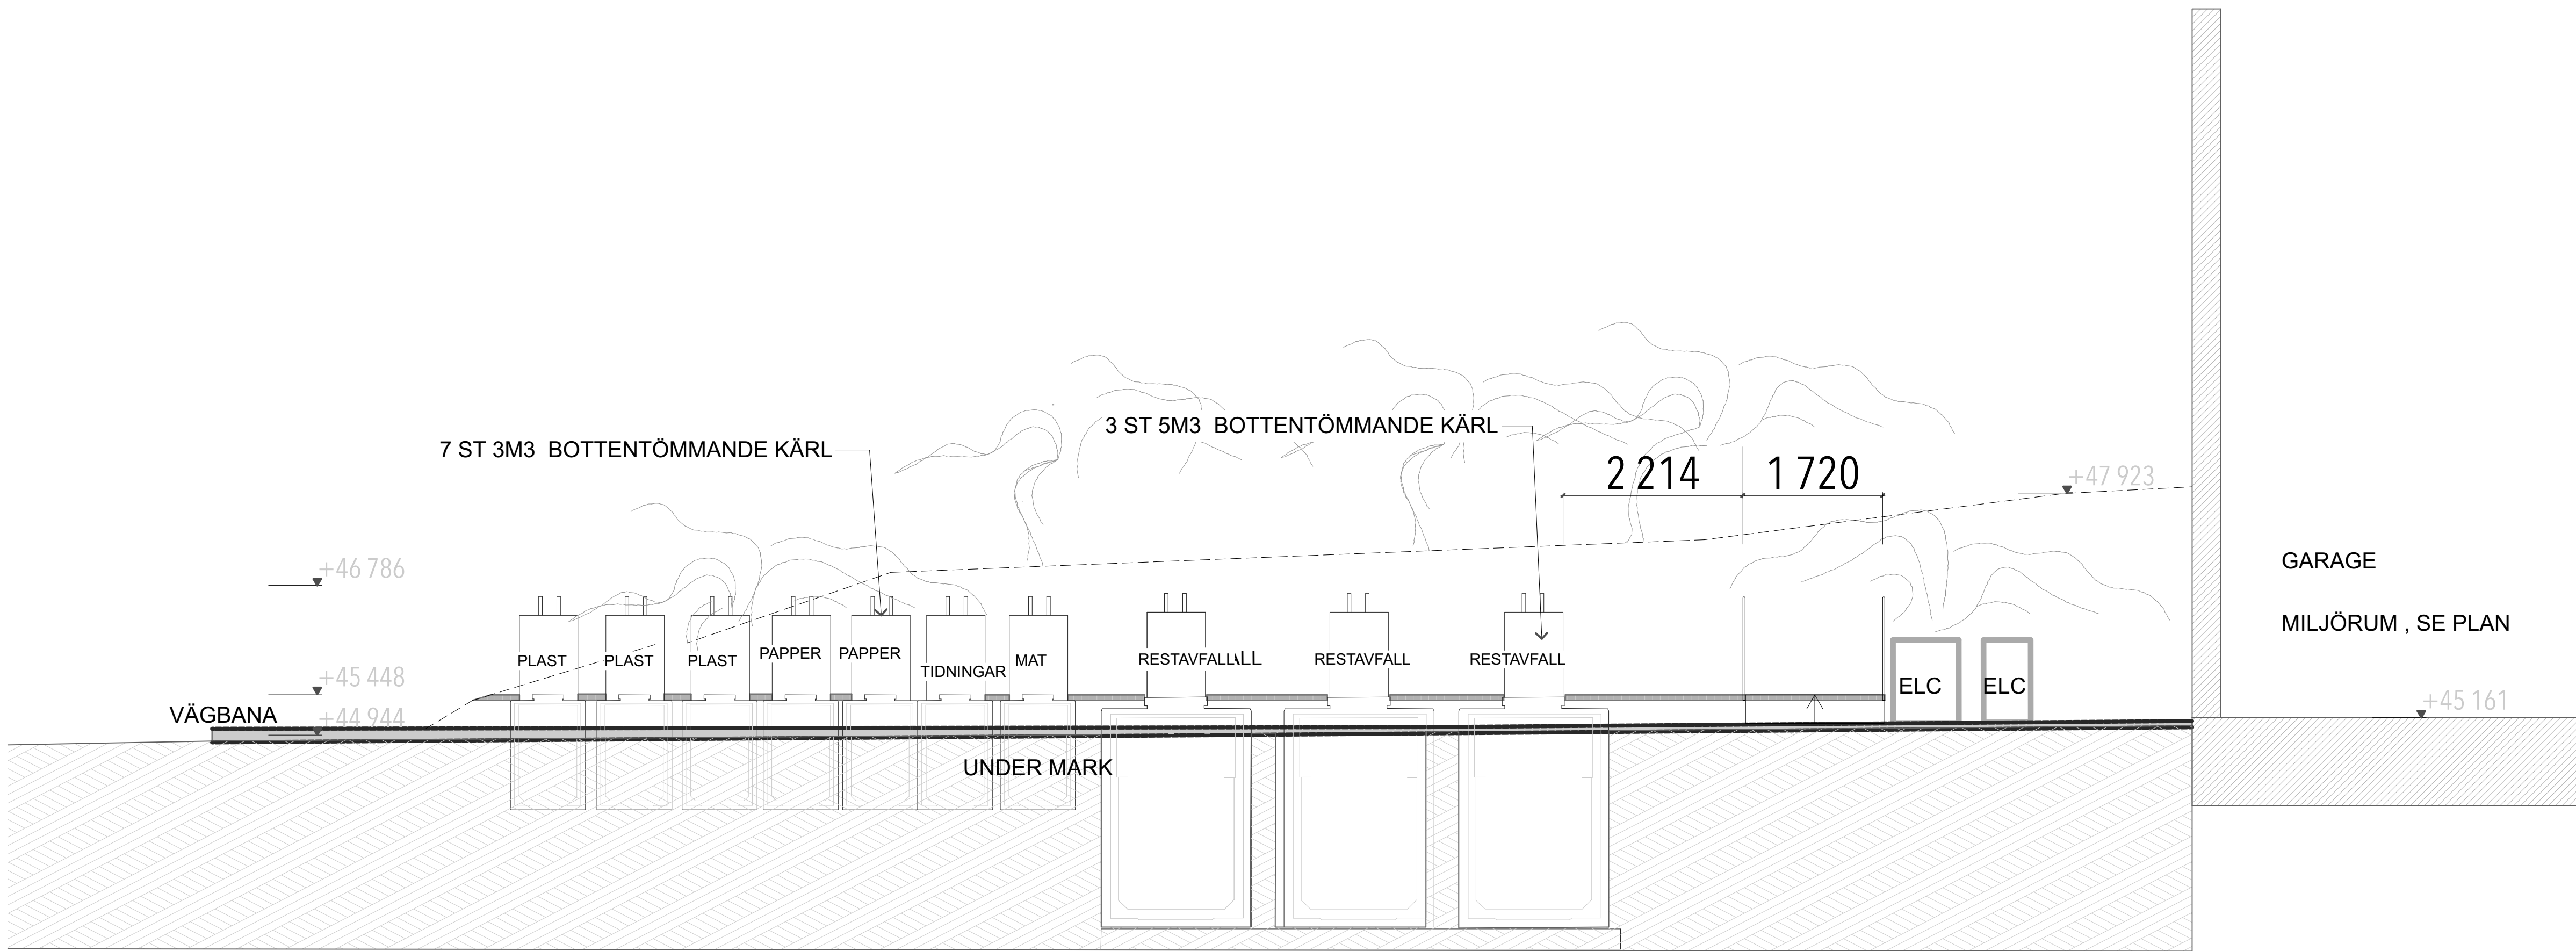 3 ST 5M3 BOTTENTÖMMANDE KÄRL
7 ST 3M3 BOTTENTÖMMANDE KÄRL
2 214
1 720
+47 923
+46 786
GARAGE
MILJÖRUM , SE PLAN
PLAST
PLAST
PLAST
PAPPER
PAPPER
TIDNINGAR
MAT
RESTAVFALL
RESTAVFALL
RESTAVFALL
ELC
ELC
+45 448
+45 161
VÄGBANA
+44 944
UNDER MARK